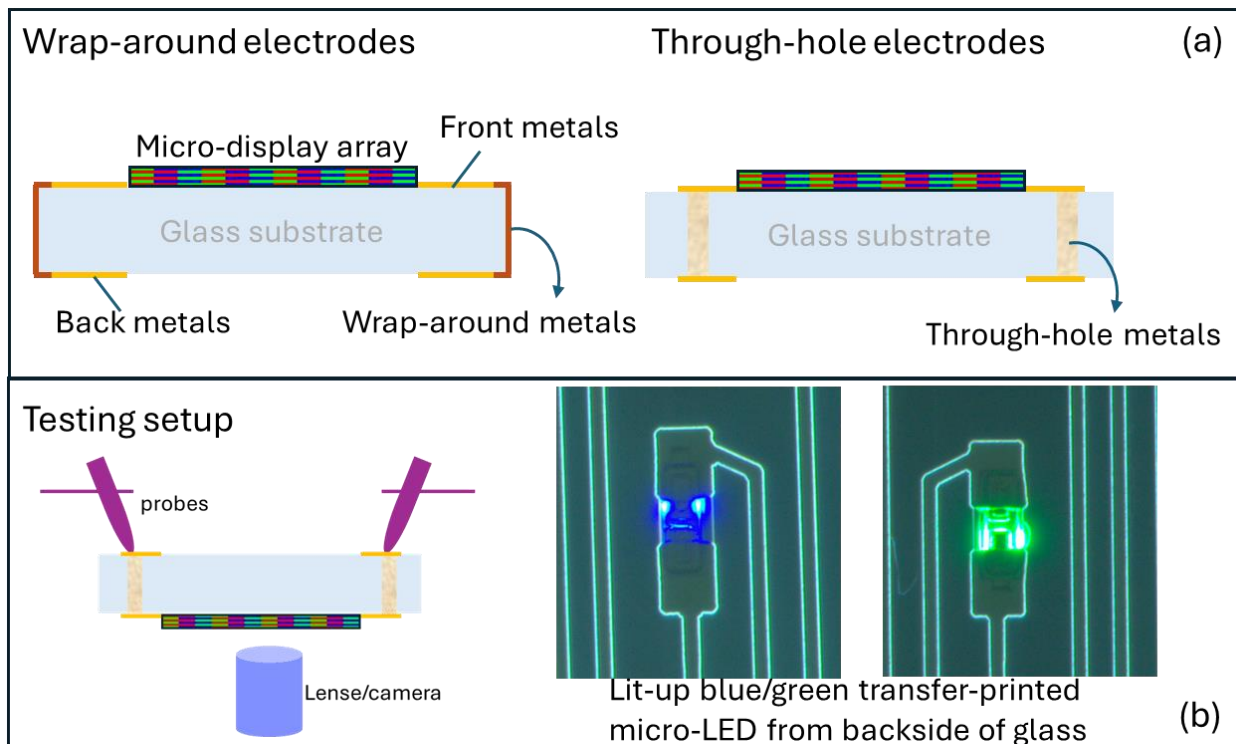 Wrap-around electrodes
Through-hole electrodes
(a)
Front metals
Micro-display array
Glass substrate
Glass substrate
Back metals
Wrap-around metals
Through-hole metals
Testing setup
probes
Lense/camera
Lit-up blue/green transfer-printed
micro-LED from backside of glass
(b)